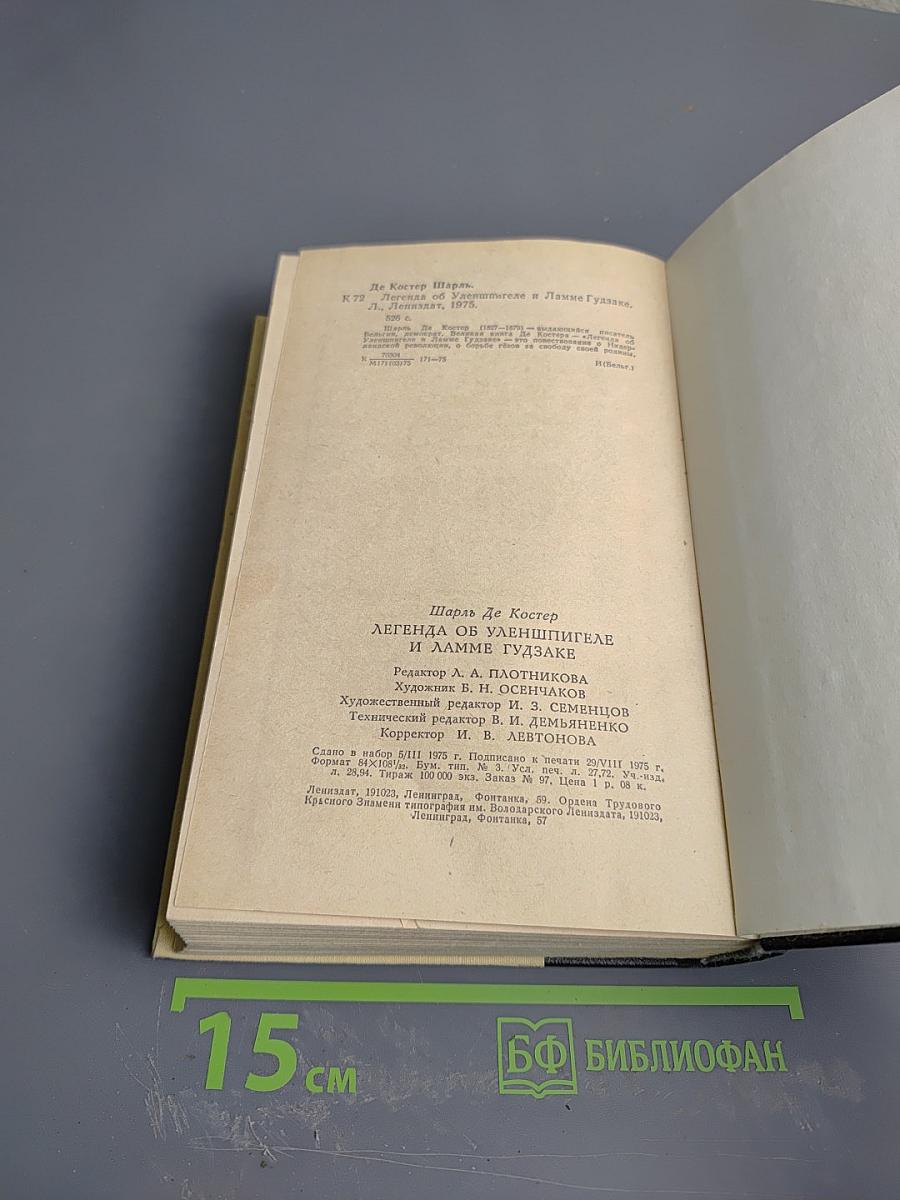 Де Костер Шарль.
К 72 Легенда об Уленшпигеле и Ламме Гудзаке.
Л., Лениздат, 1975.
526 с.
Шарль Де Костер (1827—1879) — выдающийся писатель
Бельгии, демократ. Великая книга Де Костера — «Легенда об
Уленшпигеле и Ламме Гудзаке» — это повествование о Нидер-
ландской революции, о борьбе гёзов за свободу своей родины.
К 70304 171—75
М171(03)75 И(Бельг.)
Шарль Де Костер
ЛЕГЕНДА ОБ УЛЕНШПИГЕЛЕ
И ЛАММЕ ГУДЗАКЕ
Редактор Л. А. ПЛОТНИКОВА
Художник Б. Н. ОСЕНЧАКОВ
Художественный редактор И. З. СЕМЕНЦОВ
Технический редактор В. И. ДЕМЬЯНЕНКО
Корректор И. В. ЛЕВТОНОВА
Сдано в набор 5/III 1975 г. Подписано к печати 29/VIII 1975 г.
Формат 84×108¹/₃₂. Бум. тип. № 3. Усл. печ. л. 27,72. Уч.-изд.
л. 28,94. Тираж 100 000 экз. Заказ № 97. Цена 1 р. 08 к.
Лениздат, 191023, Ленинград, Фонтанка, 59. Ордена Трудового
Красного Знамени типография им. Володарского Лениздата, 191023,
Ленинград, Фонтанка, 57
15 см
БФ БИБЛИОФАН